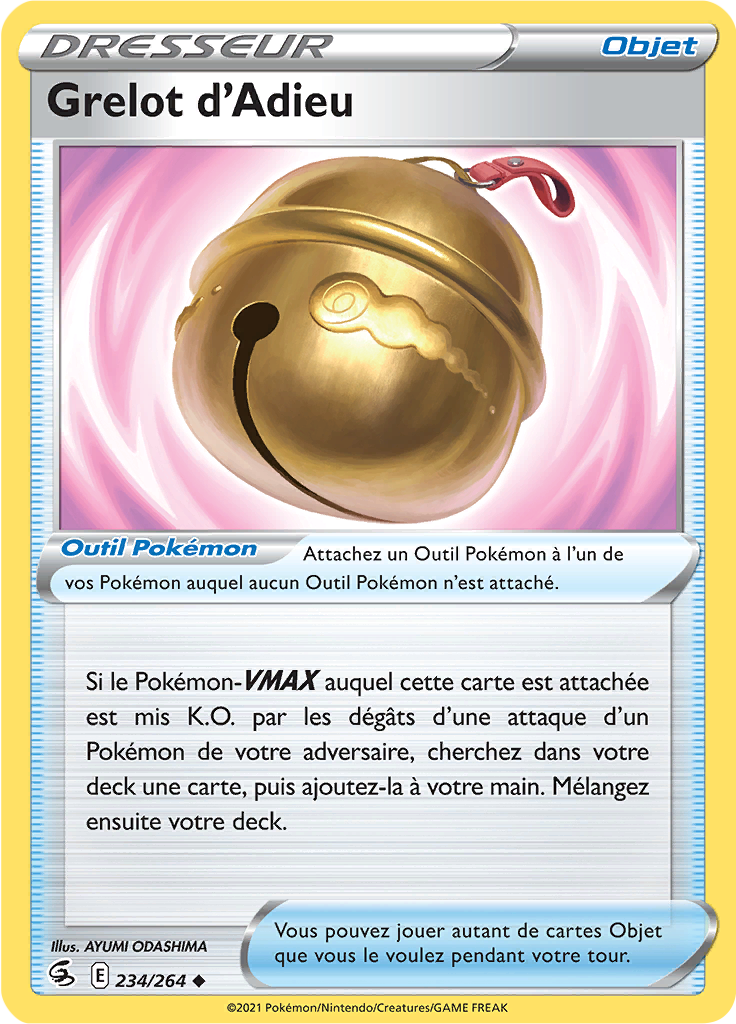 DRESSEUR
Objet
Grelot d’Adieu
Outil Pokémon
Attachez un Outil Pokémon à l’un de
vos Pokémon auquel aucun Outil Pokémon n’est attaché.
Si le Pokémon-VMAX auquel cette carte est attachée
est mis K.O. par les dégâts d’une attaque d’un
Pokémon de votre adversaire, cherchez dans votre
deck une carte, puis ajoutez-la à votre main. Mélangez
ensuite votre deck.
Illus. AYUMI ODASHIMA
Vous pouvez jouer autant de cartes Objet
que vous le voulez pendant votre tour.
E 234/264
©2021 Pokémon/Nintendo/Creatures/GAME FREAK